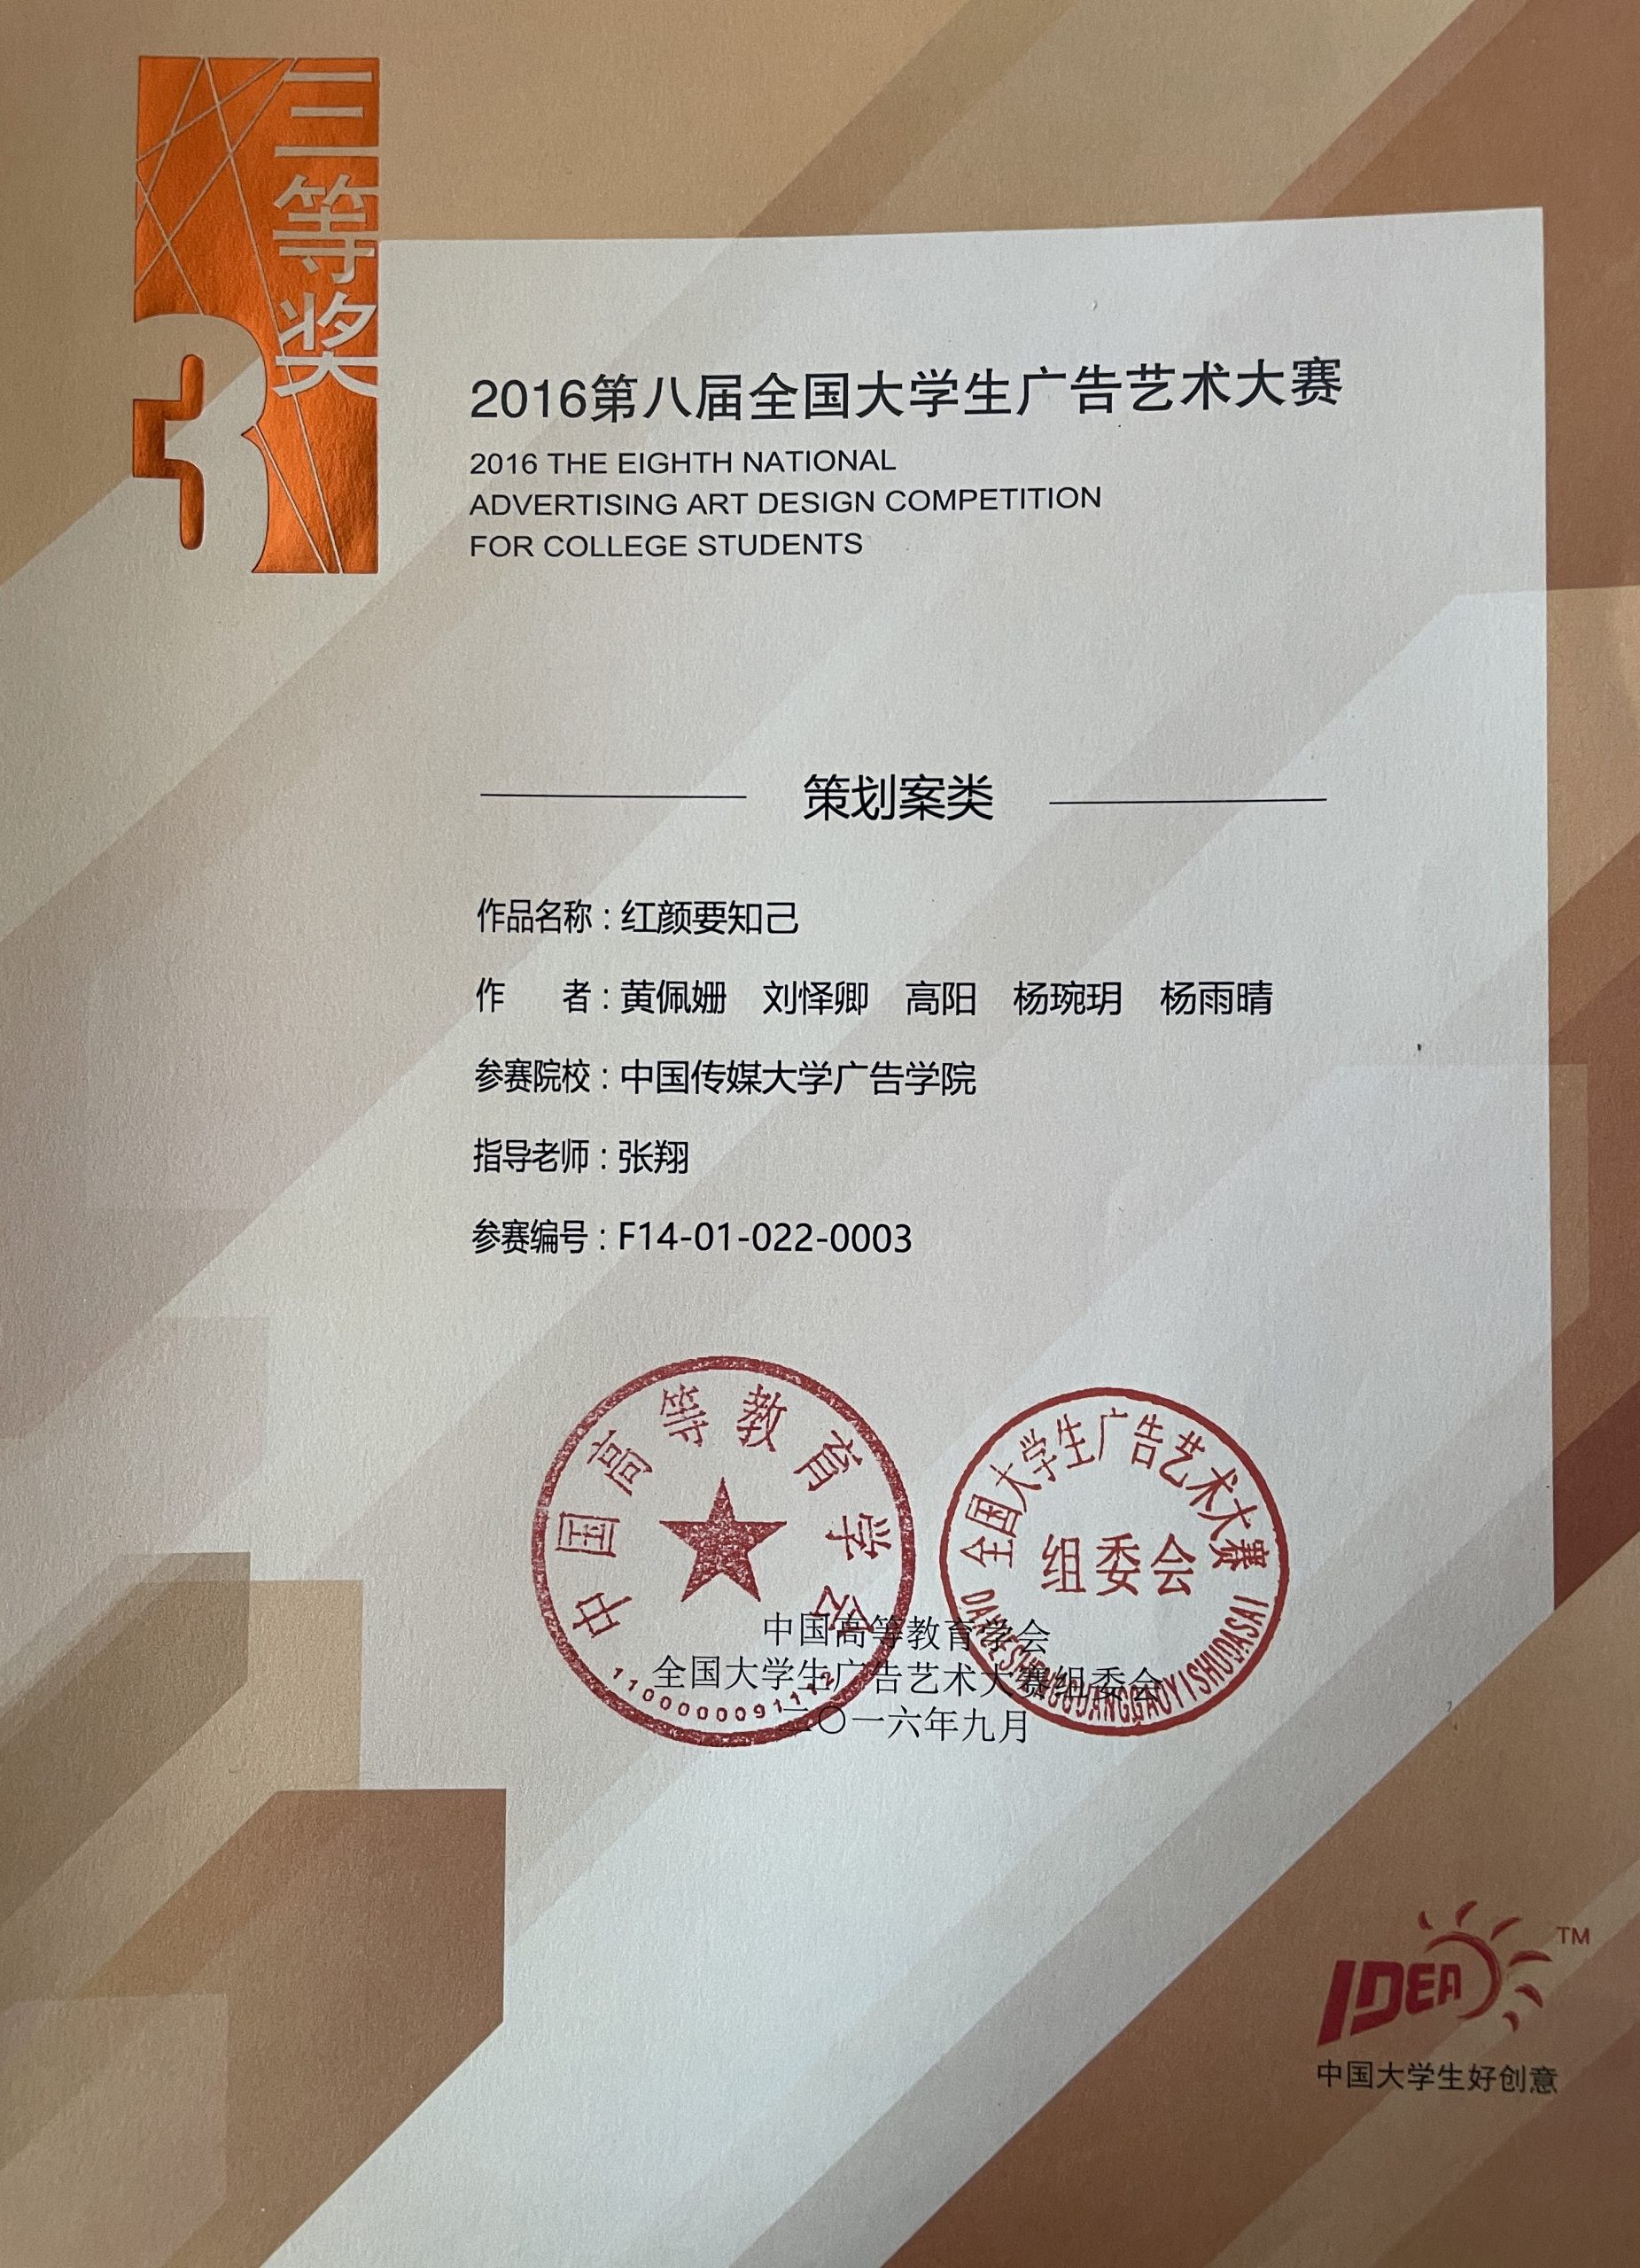 三等奖
3
2016第八届全国大学生广告艺术大赛
2016 THE EIGHTH NATIONAL
ADVERTISING ART DESIGN COMPETITION
FOR COLLEGE STUDENTS
策划案类
作品名称：红颜要知己
作 者：黄佩姗 刘怿卿 高阳 杨琬玥 杨雨晴
参赛院校：中国传媒大学广告学院
指导老师：张翔
参赛编号：F14-01-022-0003
中国高等教育学会
全国大学生广告艺术大赛
组委会
中国高等教育学会
全国大学生广告艺术大赛组委会
二〇一六年九月
IDEA TM
中国大学生好创意